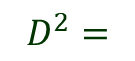 D² =